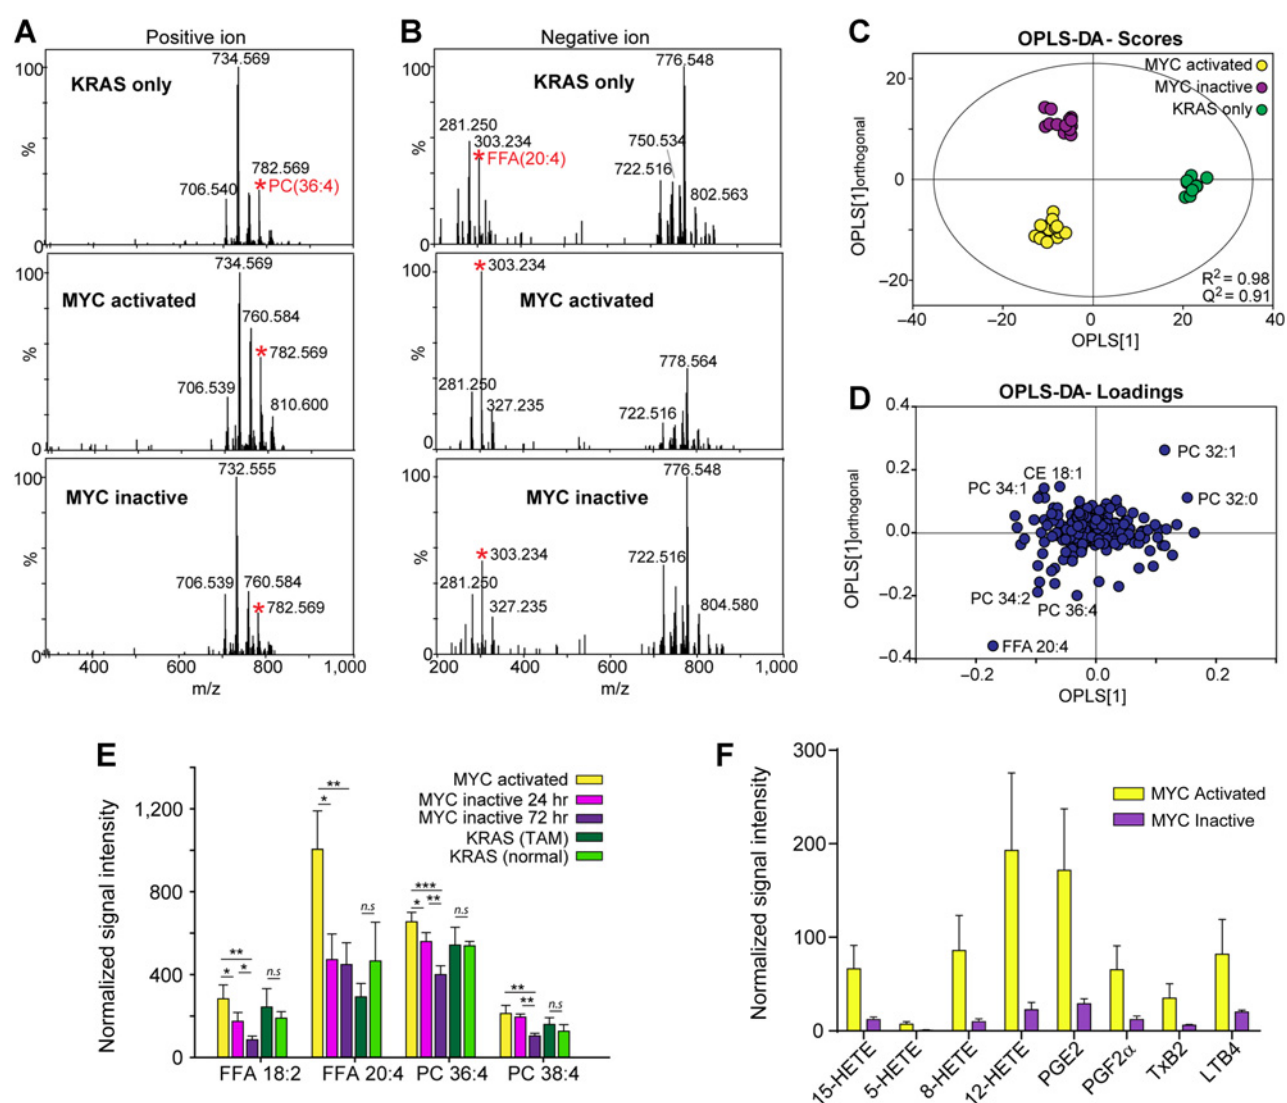 A
Positive ion
KRAS only
734.569
706.540
782.569
*PC(36:4)
100
%
0
MYC activated
734.569
760.584
*782.569
706.539
810.600
100
%
0
MYC inactive
732.555
706.539
760.584
*782.569
100
%
0
400
600
800
1,000
m/z
B
Negative ion
KRAS only
776.548
281.250
303.234
*FFA(20:4)
750.534
722.516
802.563
100
%
0
*303.234
MYC activated
778.564
281.250
327.235
722.516
100
%
0
MYC inactive
776.548
*303.234
722.516
281.250
327.235
804.580
100
%
0
200
400
600
800
1,000
m/z
C
OPLS-DA- Scores
MYC activated
MYC inactive
KRAS only
20
0
−20
OPLS[1]orthogonal
R2 = 0.98
Q2 = 0.91
−40
−20
0
20
40
OPLS[1]
D
OPLS-DA- Loadings
0.4
0.2
0.0
−0.2
−0.4
OPLS[1]orthogonal
PC 32:1
CE 18:1
PC 34:1
PC 32:0
PC 34:2
PC 36:4
FFA 20:4
−0.2
0.0
0.2
OPLS[1]
E
Normalized signal intensity
1,200
800
400
0
MYC activated
MYC inactive 24 hr
MYC inactive 72 hr
KRAS (TAM)
KRAS (normal)
**
*
*
n.s
**
*
n.s
***
*
**
n.s
**
**
n.s
FFA 18:2
FFA 20:4
PC 36:4
PC 38:4
F
Normalized signal intensity
300
200
100
0
MYC Activated
MYC Inactive
15-HETE
5-HETE
8-HETE
12-HETE
PGE2
PGF2α
TxB2
LTB4